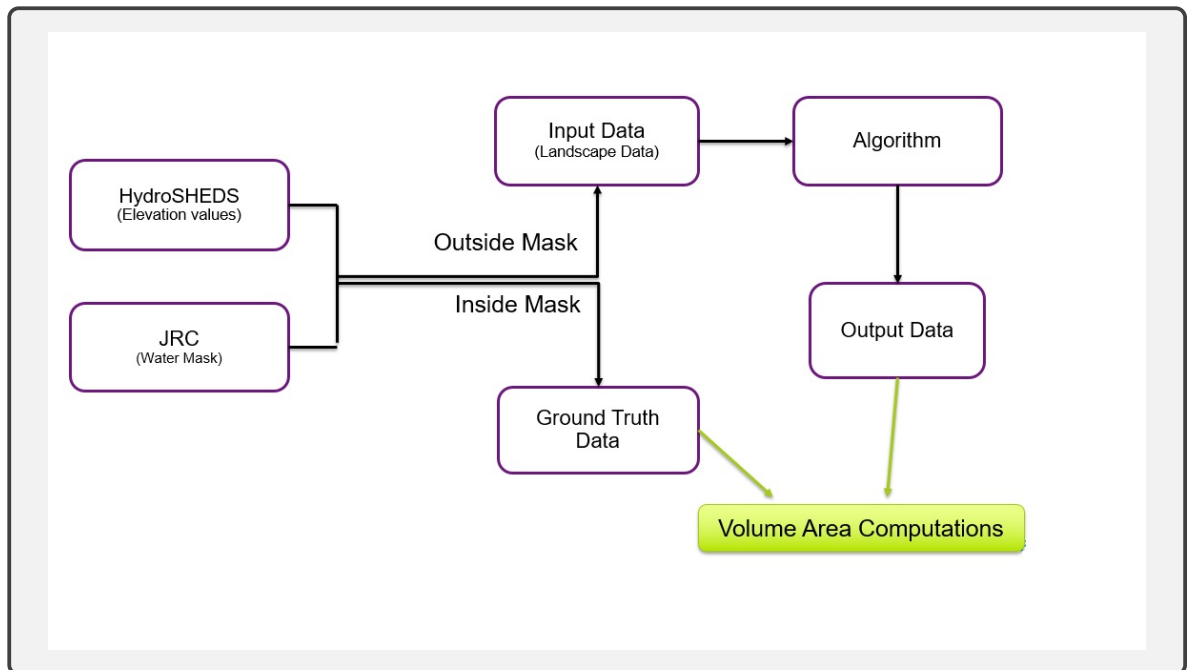 Input Data
(Landscape Data)
Algorithm
HydroSHEDS
(Elevation values)
Outside Mask
Inside Mask
JRC
(Water Mask)
Output Data
Ground Truth
Data
Volume Area Computations